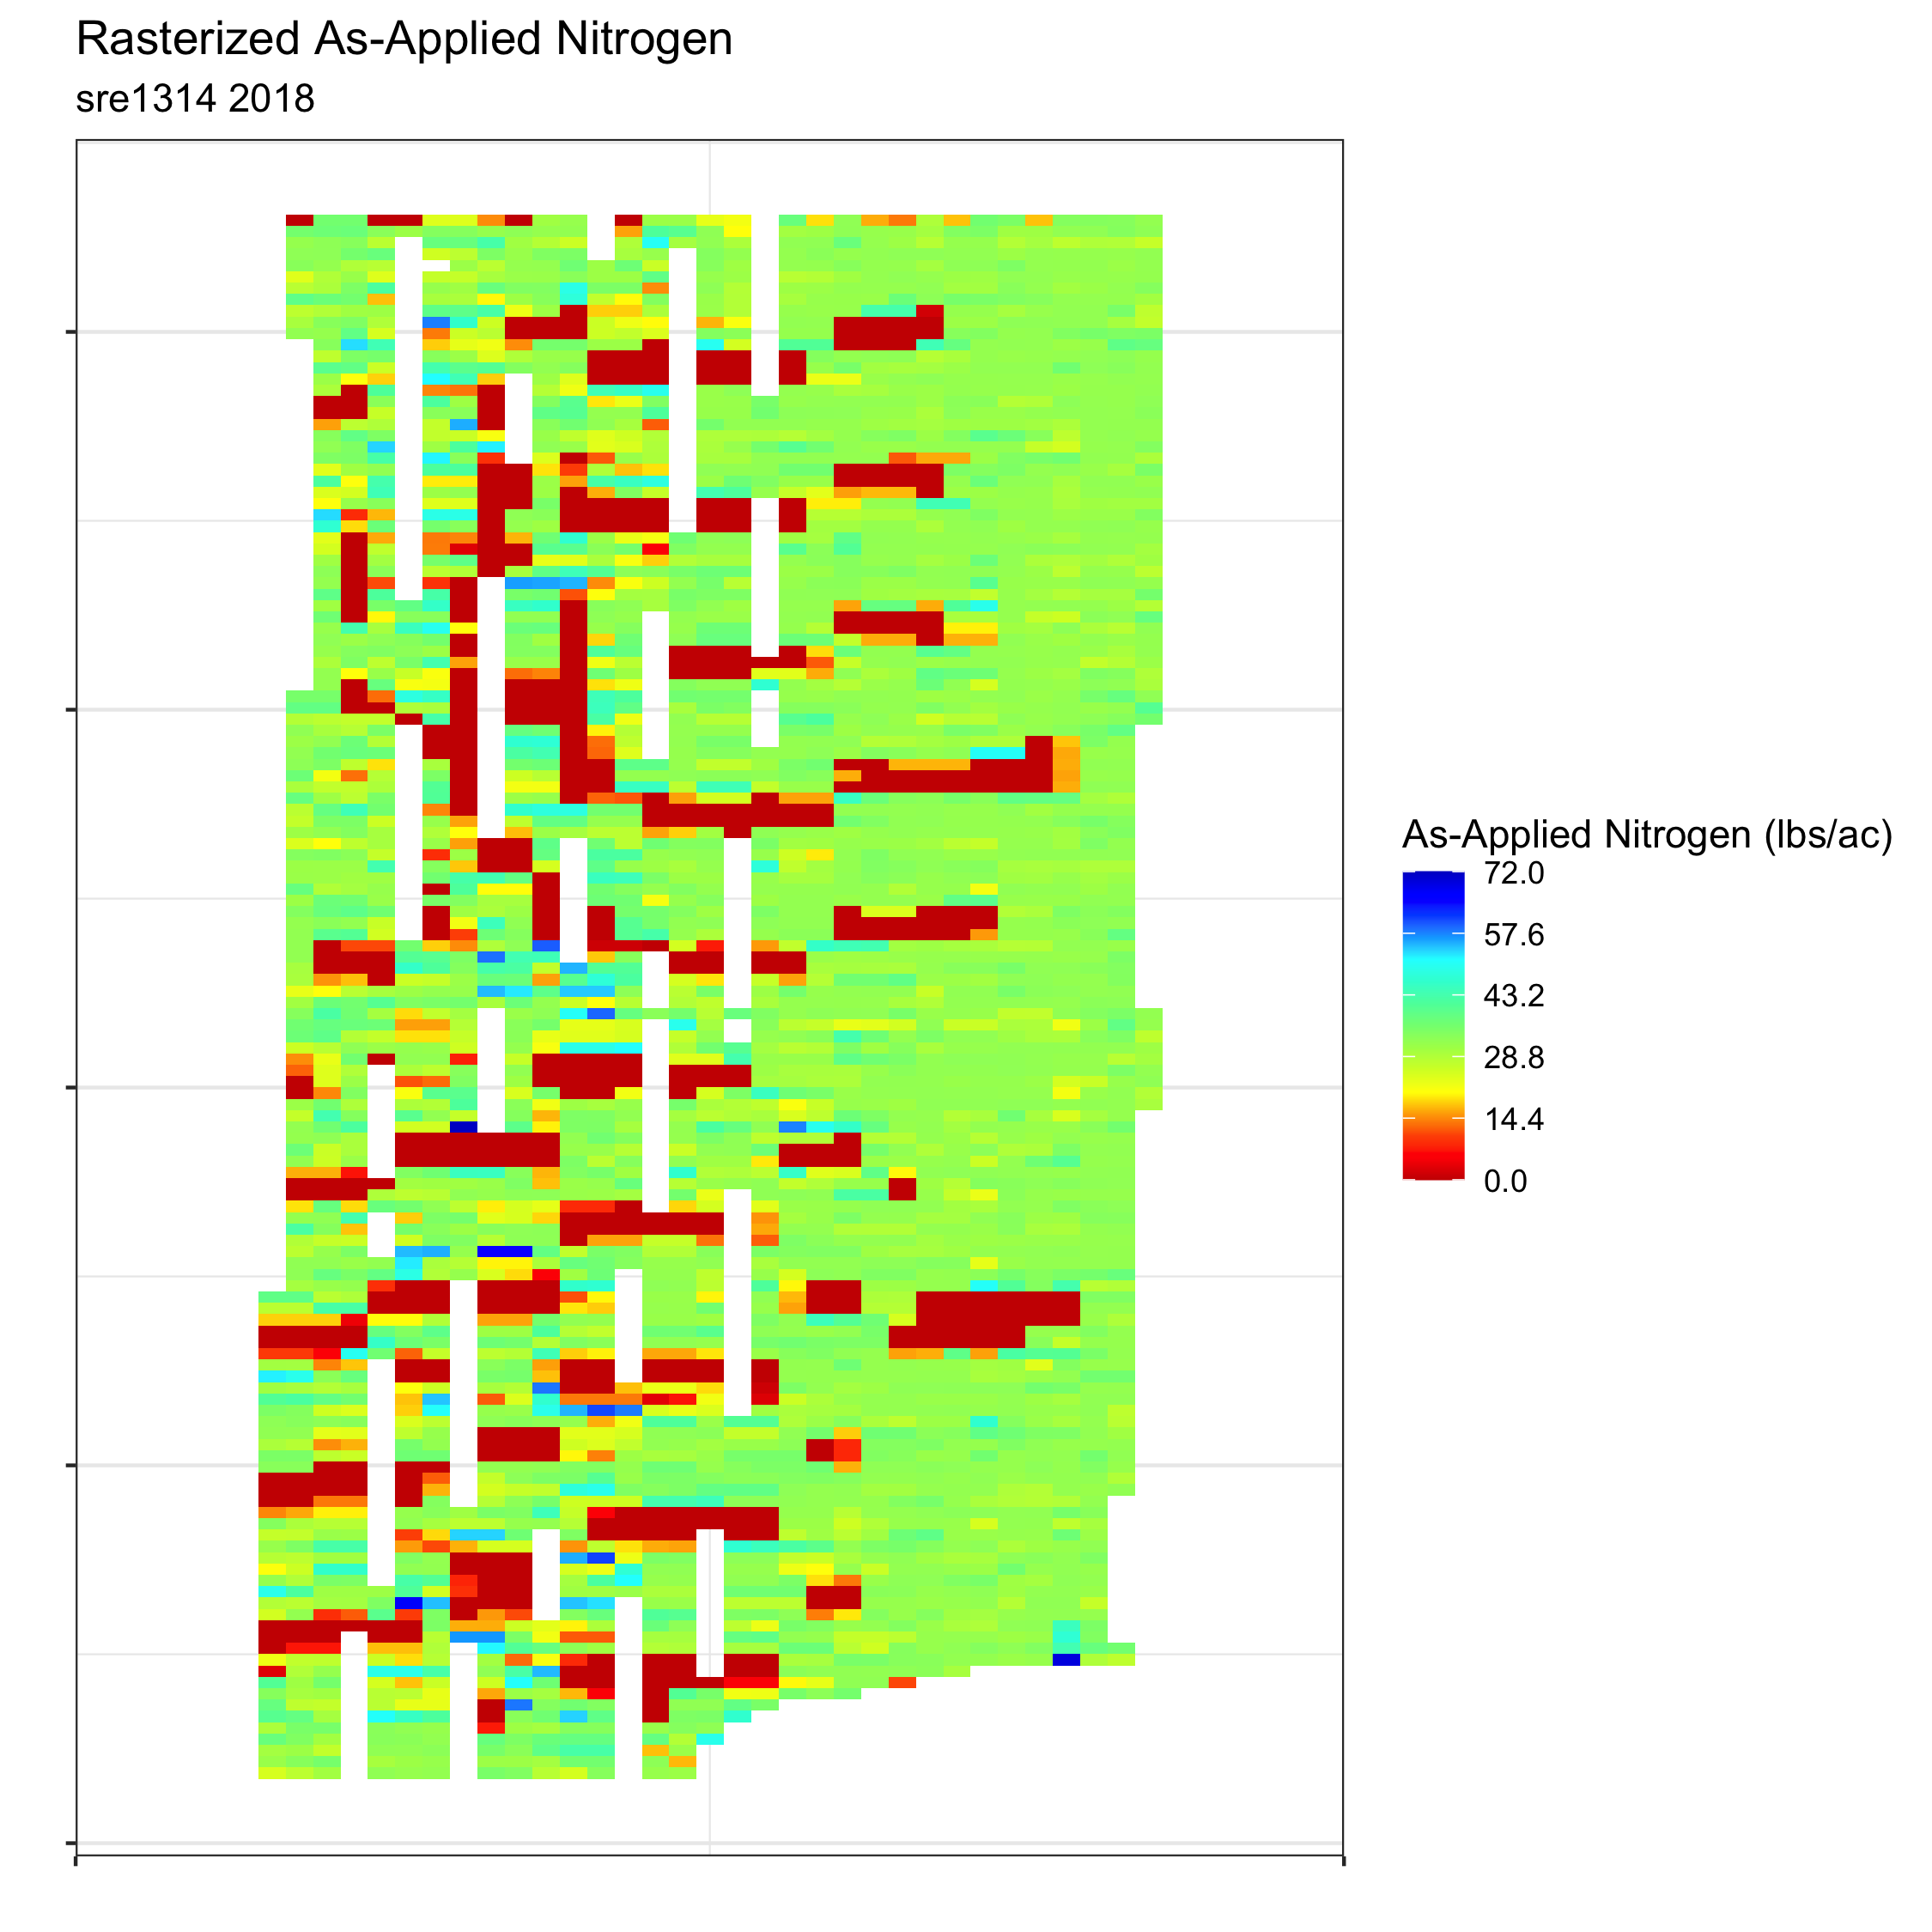 Rasterized As-Applied Nitrogen
sre1314 2018
As-Applied Nitrogen (lbs/ac)
72.0
57.6
43.2
28.8
14.4
0.0